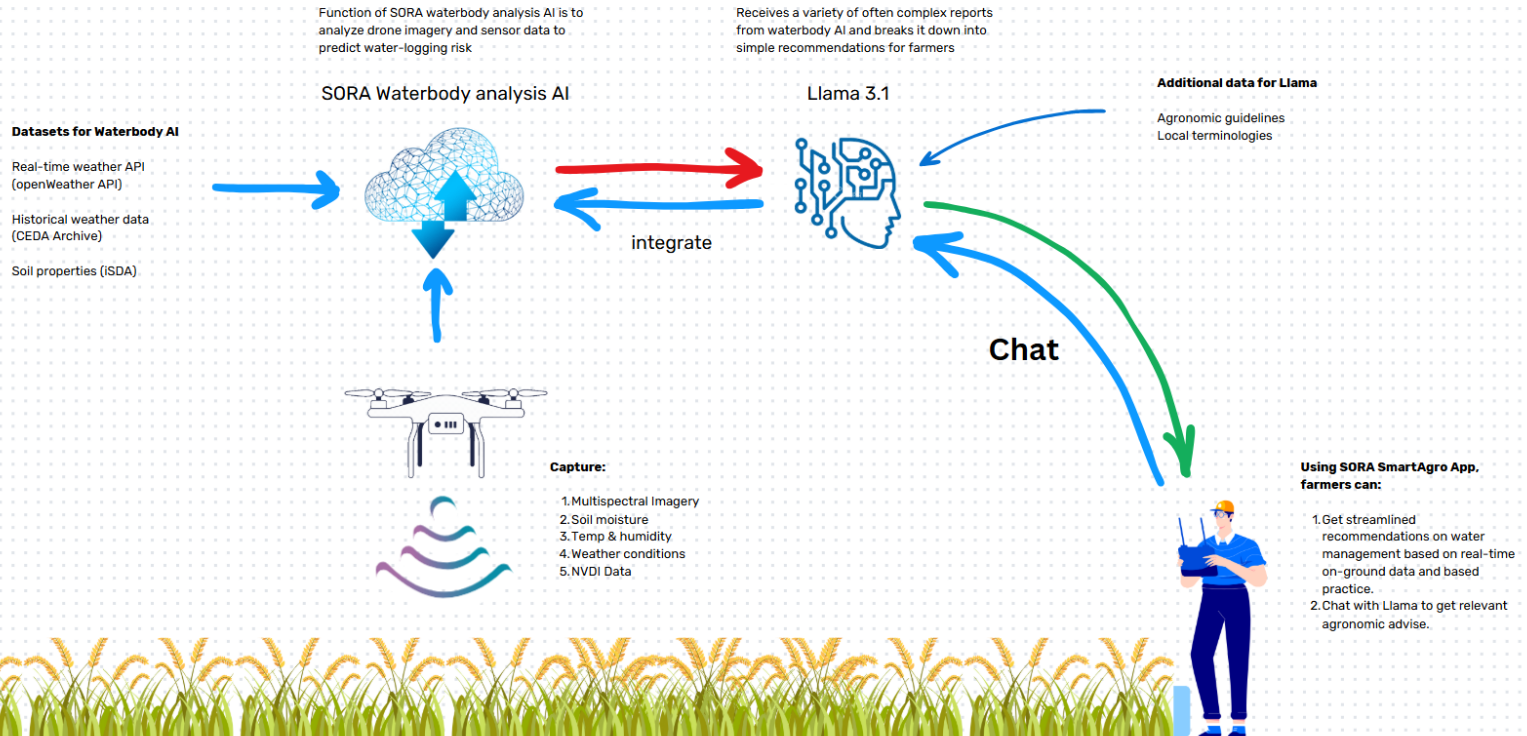 Function of SORA waterbody analysis AI is to
analyze drone imagery and sensor data to
predict water-logging risk
Receives a variety of often complex reports
from waterbody AI and breaks it down into
simple recommendations for farmers
SORA Waterbody analysis AI
Llama 3.1
Additional data for Llama
Agronomic guidelines
Local terminologies
Datasets for Waterbody AI
Real-time weather API
(openWeather API)
Historical weather data
(CEDA Archive)
Soil properties (iSDA)
integrate
Chat
Capture:
1. Multispectral Imagery
2. Soil moisture
3. Temp & humidity
4. Weather conditions
5. NVDI Data
Using SORA SmartAgro App,
farmers can:
1. Get streamlined
recommendations on water
management based on real-time
on-ground data and based
practice.
2. Chat with Llama to get relevant
agronomic advise.